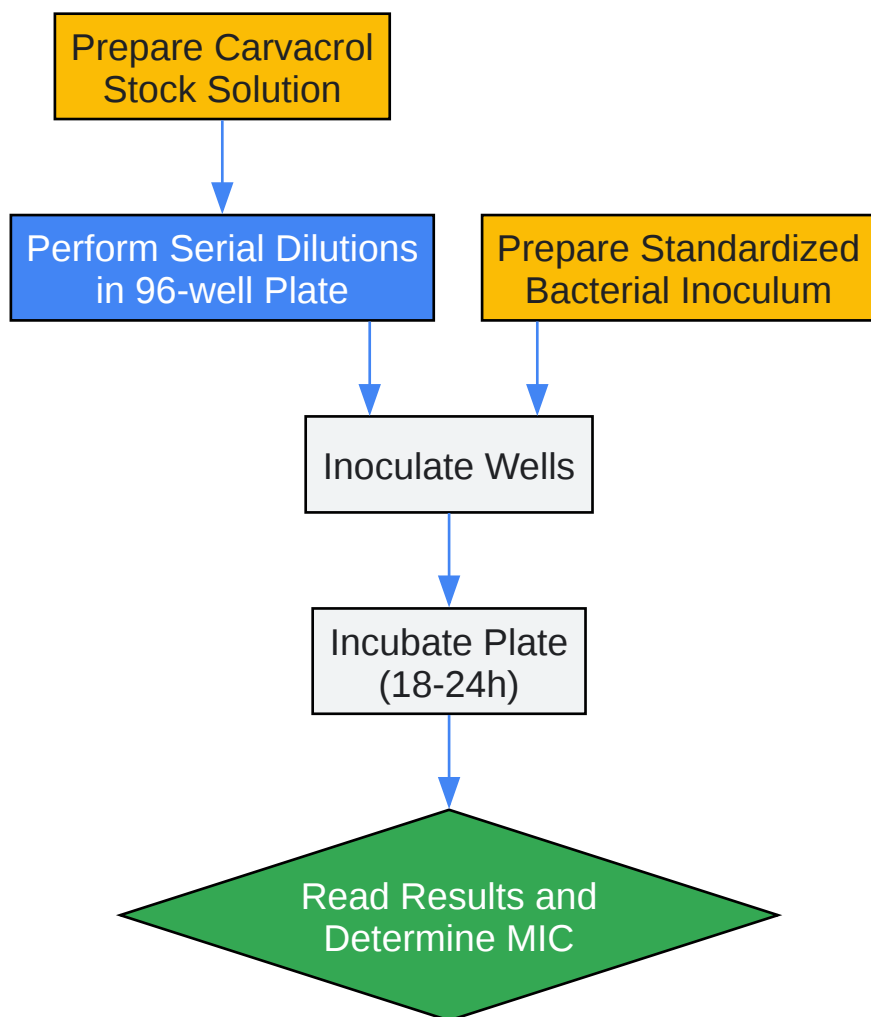 Prepare Carvacrol
Stock Solution
Perform Serial Dilutions
in 96-well Plate
Prepare Standardized
Bacterial Inoculum
Inoculate Wells
Incubate Plate
(18-24h)
Read Results and
Determine MIC